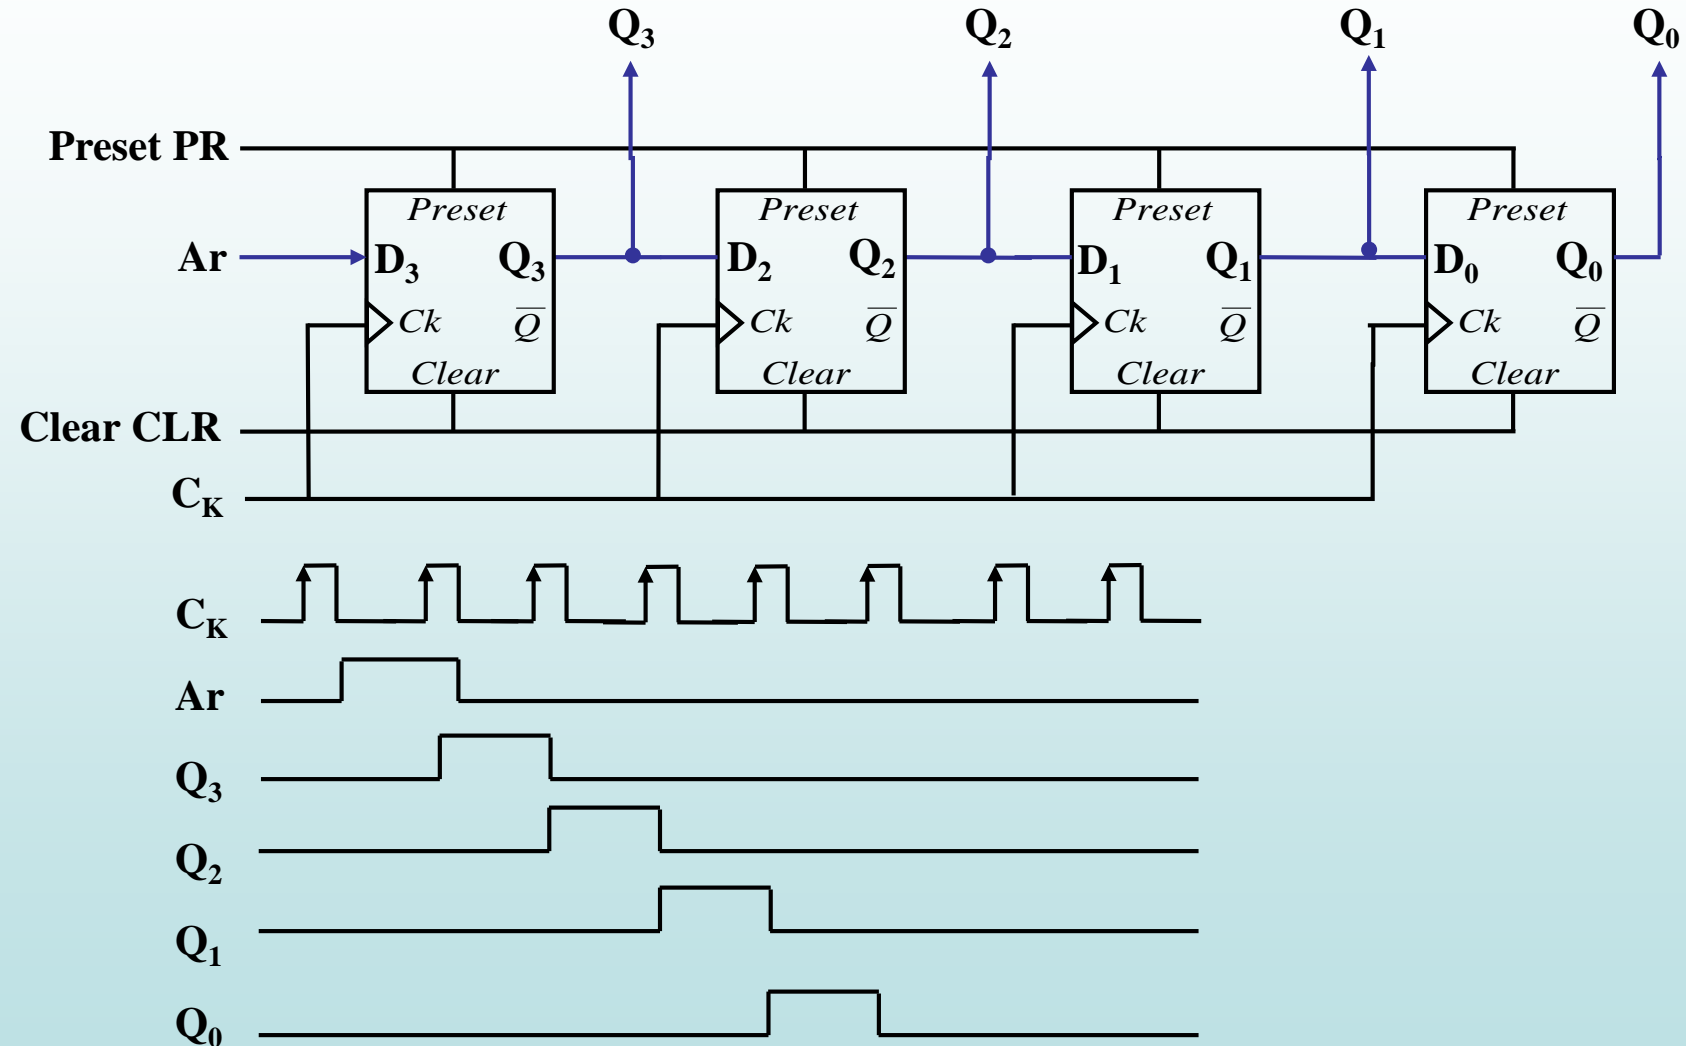 Q3 Q2 Q1 Q0
Preset PR
Preset Preset Preset Preset
Ar D3 Q3 D2 Q2 D1 Q1 D0 Q0
Ck Q̅ Ck Q̅ Ck Q̅ Ck Q̅
Clear Clear Clear Clear
Clear CLR
CK
CK
Ar
Q3
Q2
Q1
Q0